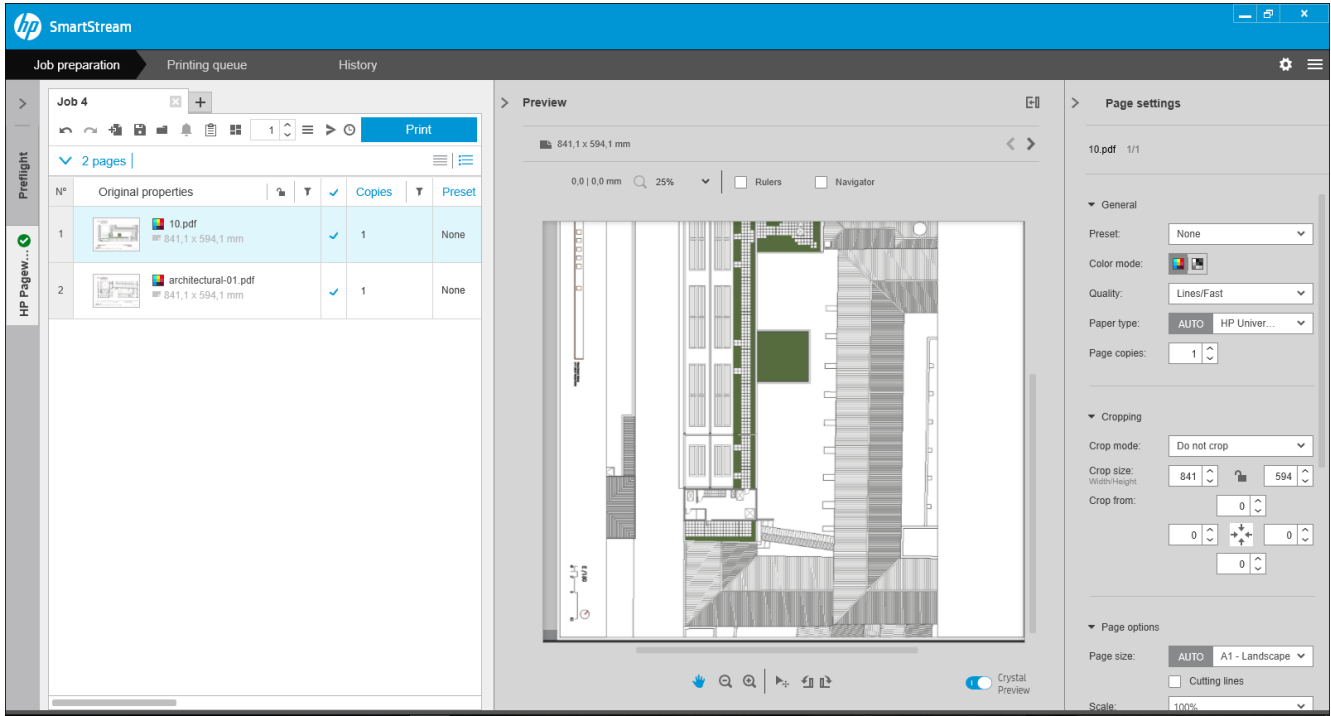 hp SmartStream
Job preparation Printing queue History
Job 4
1 Print
2 pages
N° Original properties Copies Preset
1 10.pdf 1 None
841,1 x 594,1 mm
2 architectural-01.pdf 1 None
841,1 x 594,1 mm
Preflight
HP Pagew...
Preview
841,1 x 594,1 mm
0,0 | 0,0 mm 25% Rulers Navigator
Crystal
Preview
Page settings
10.pdf 1/1
General
Preset: None
Color mode:
Quality: Lines/Fast
Paper type: AUTO HP Univer...
Page copies: 1
Cropping
Crop mode: Do not crop
Crop size: 841 594
Width/Height
Crop from: 0
0 0
0
Page options
Page size: AUTO A1 - Landscape
Cutting lines
Scale: 100%